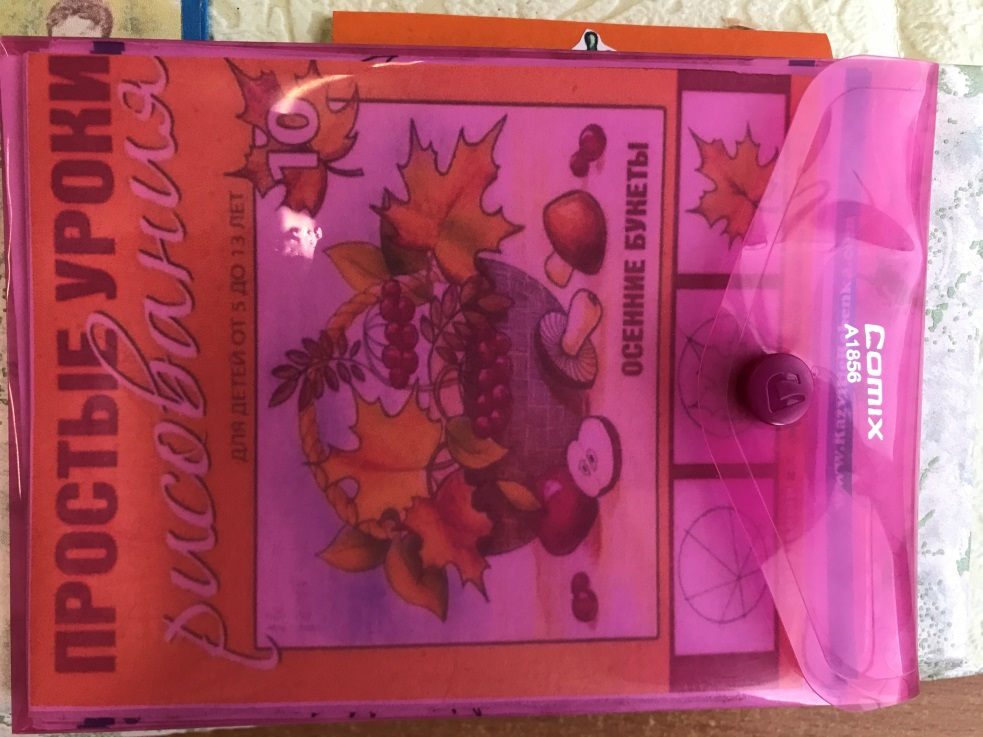 ПРОСТЫЕ УРОКИ
рисования
ДЛЯ ДЕТЕЙ ОТ 5 ДО 13 ЛЕТ
10
ОСЕННИЕ БУКЕТЫ
comix
A1856